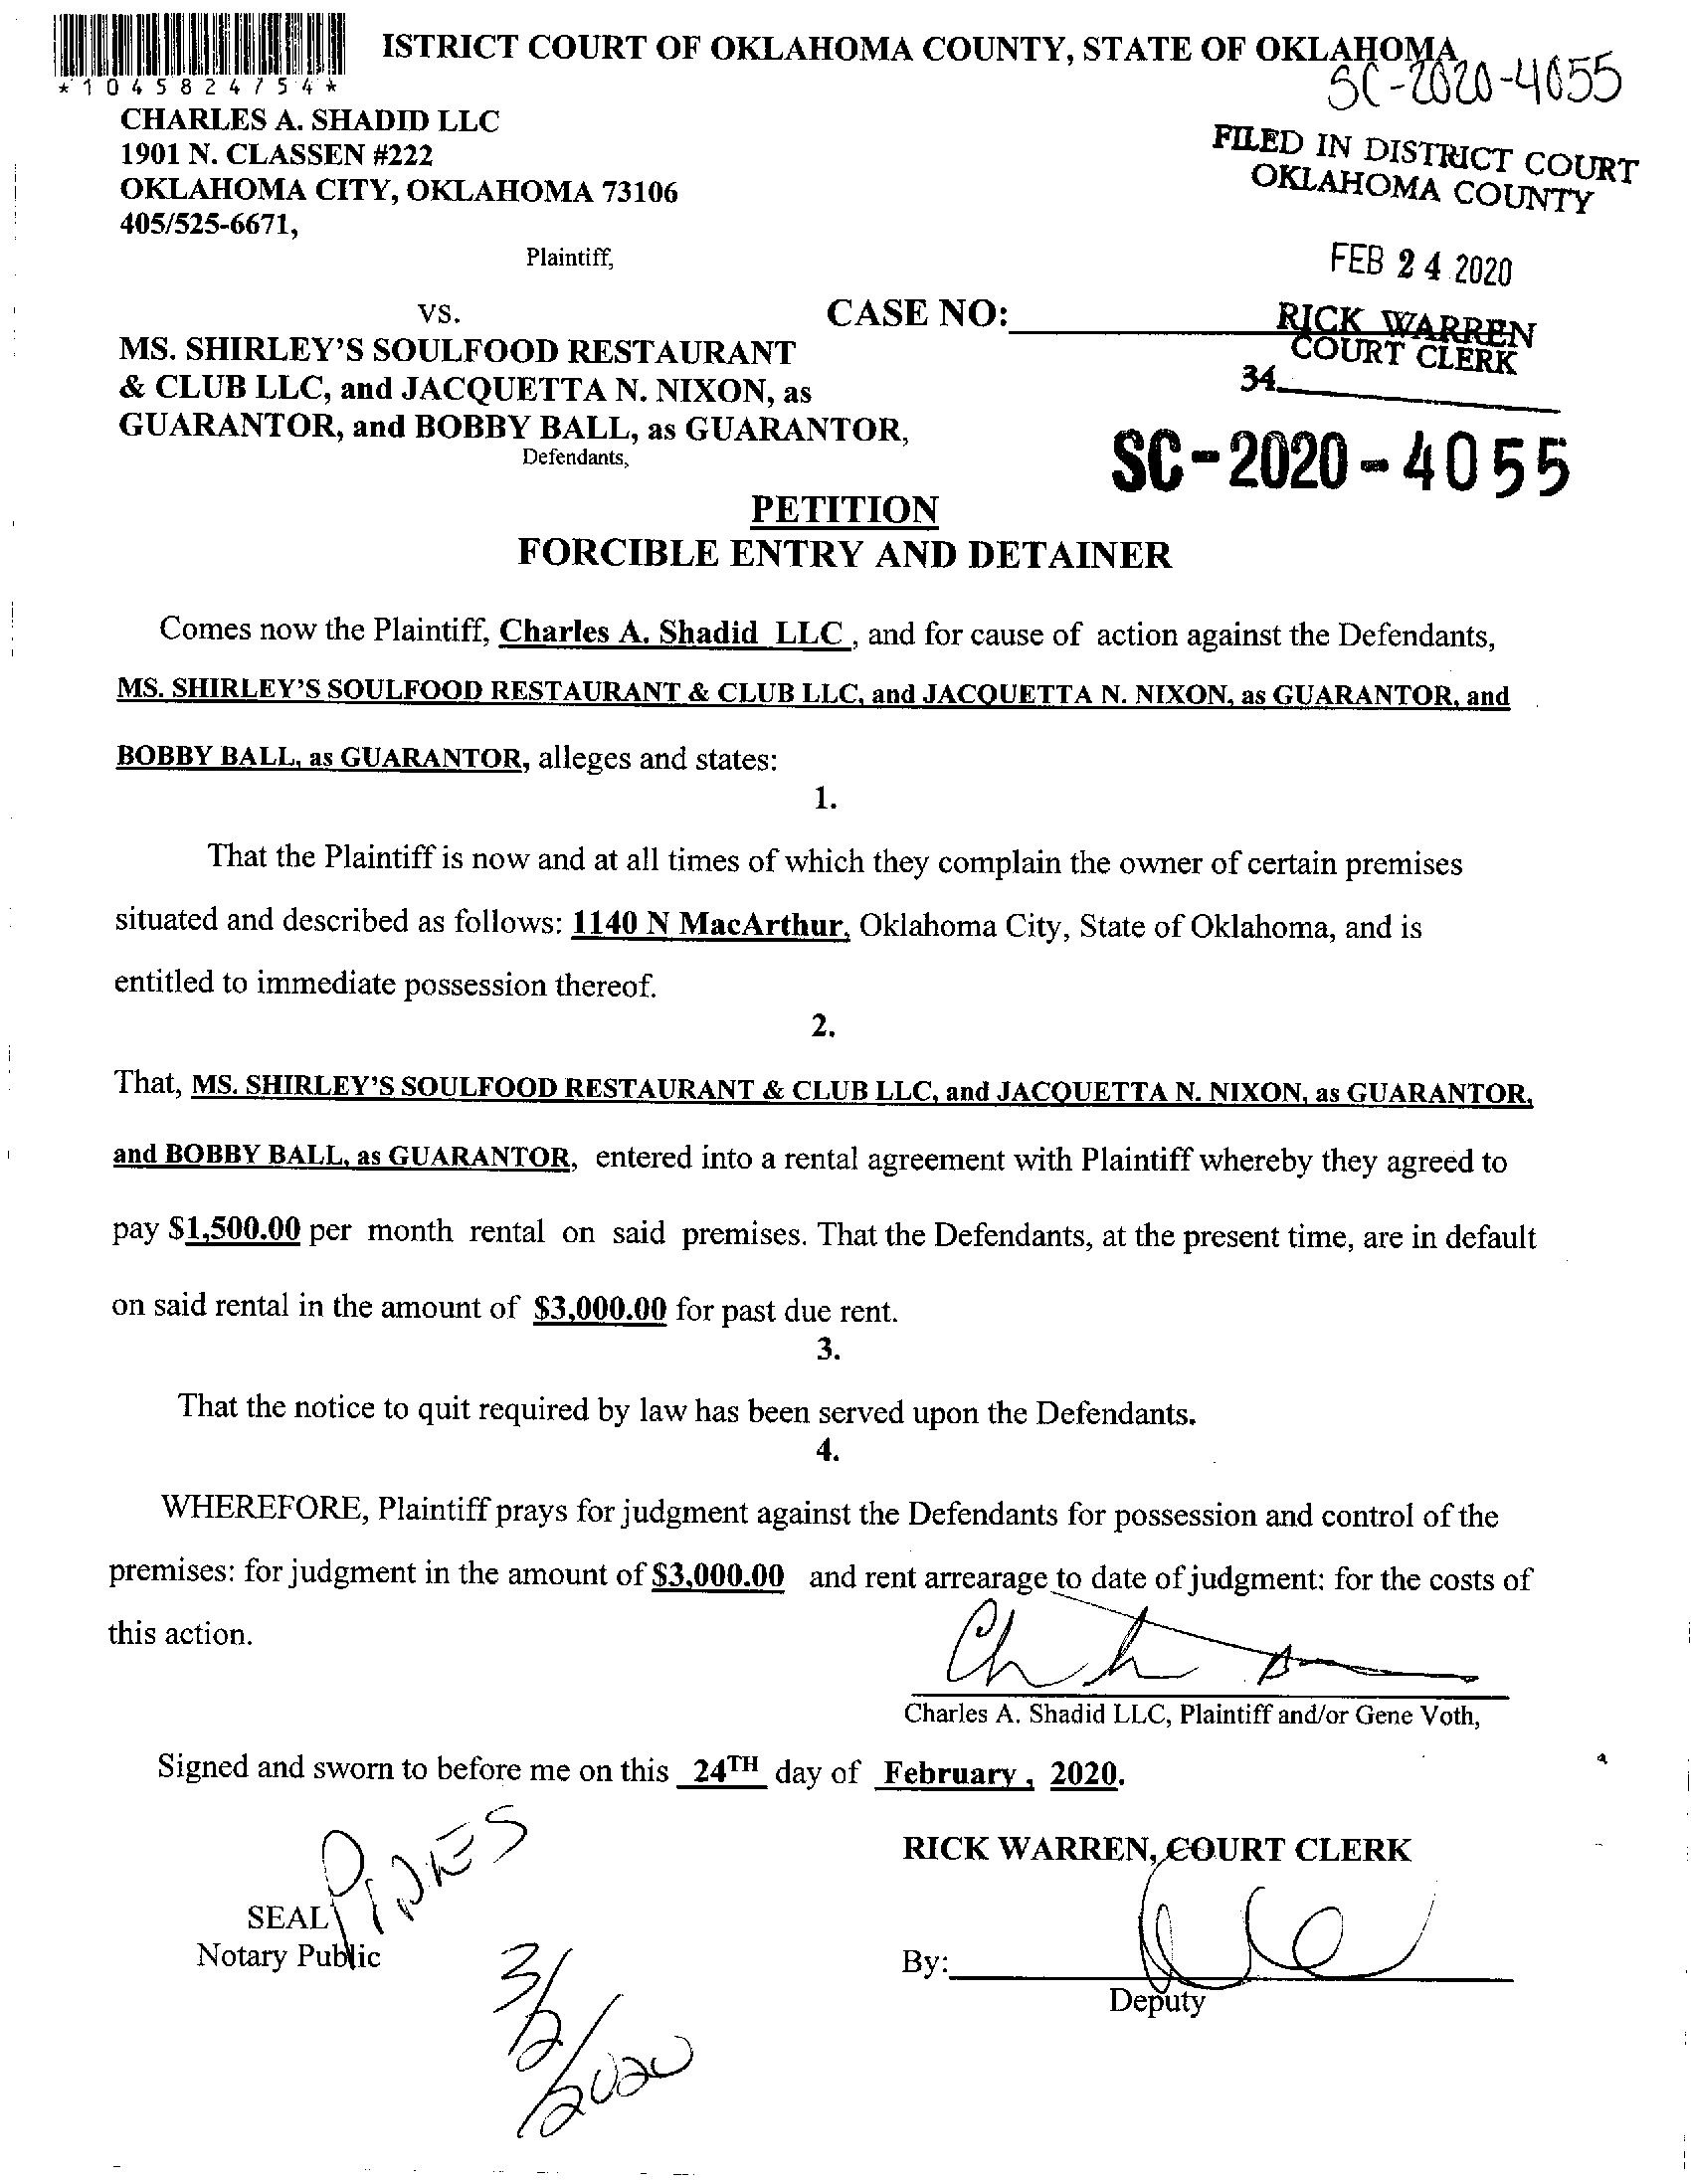 ISTRICT COURT OF OKLAHOMA COUNTY, STATE OF OKLAHOMA
*1045824754*
SC-2020-4055
CHARLES A. SHADID LLC
1901 N. CLASSEN #222
OKLAHOMA CITY, OKLAHOMA 73106
405/525-6671,
Plaintiff,
FILED IN DISTRICT COURT
OKLAHOMA COUNTY
FEB 24 2020
RICK WARREN
COURT CLERK
34
vs.
CASE NO:
MS. SHIRLEY'S SOULFOOD RESTAURANT
& CLUB LLC, and JACQUETTA N. NIXON, as
GUARANTOR, and BOBBY BALL, as GUARANTOR,
Defendants,
SC-2020-4055
PETITION
FORCIBLE ENTRY AND DETAINER
Comes now the Plaintiff, Charles A. Shadid LLC , and for cause of action against the Defendants,
MS. SHIRLEY'S SOULFOOD RESTAURANT & CLUB LLC, and JACQUETTA N. NIXON, as GUARANTOR, and
BOBBY BALL, as GUARANTOR, alleges and states:
1.
That the Plaintiff is now and at all times of which they complain the owner of certain premises
situated and described as follows: 1140 N MacArthur, Oklahoma City, State of Oklahoma, and is
entitled to immediate possession thereof.
2.
That, MS. SHIRLEY'S SOULFOOD RESTAURANT & CLUB LLC, and JACQUETTA N. NIXON, as GUARANTOR,
and BOBBY BALL, as GUARANTOR, entered into a rental agreement with Plaintiff whereby they agreed to
pay $1,500.00 per month rental on said premises. That the Defendants, at the present time, are in default
on said rental in the amount of $3,000.00 for past due rent.
3.
That the notice to quit required by law has been served upon the Defendants.
4.
WHEREFORE, Plaintiff prays for judgment against the Defendants for possession and control of the
premises: for judgment in the amount of $3,000.00 and rent arrearage to date of judgment: for the costs of
this action.
Charles A. Shadid LLC, Plaintiff and/or Gene Voth,
Signed and sworn to before me on this 24TH day of February , 2020.
RICK WARREN, COURT CLERK
SEAL
Notary Public
By:
Deputy
3/2/2020